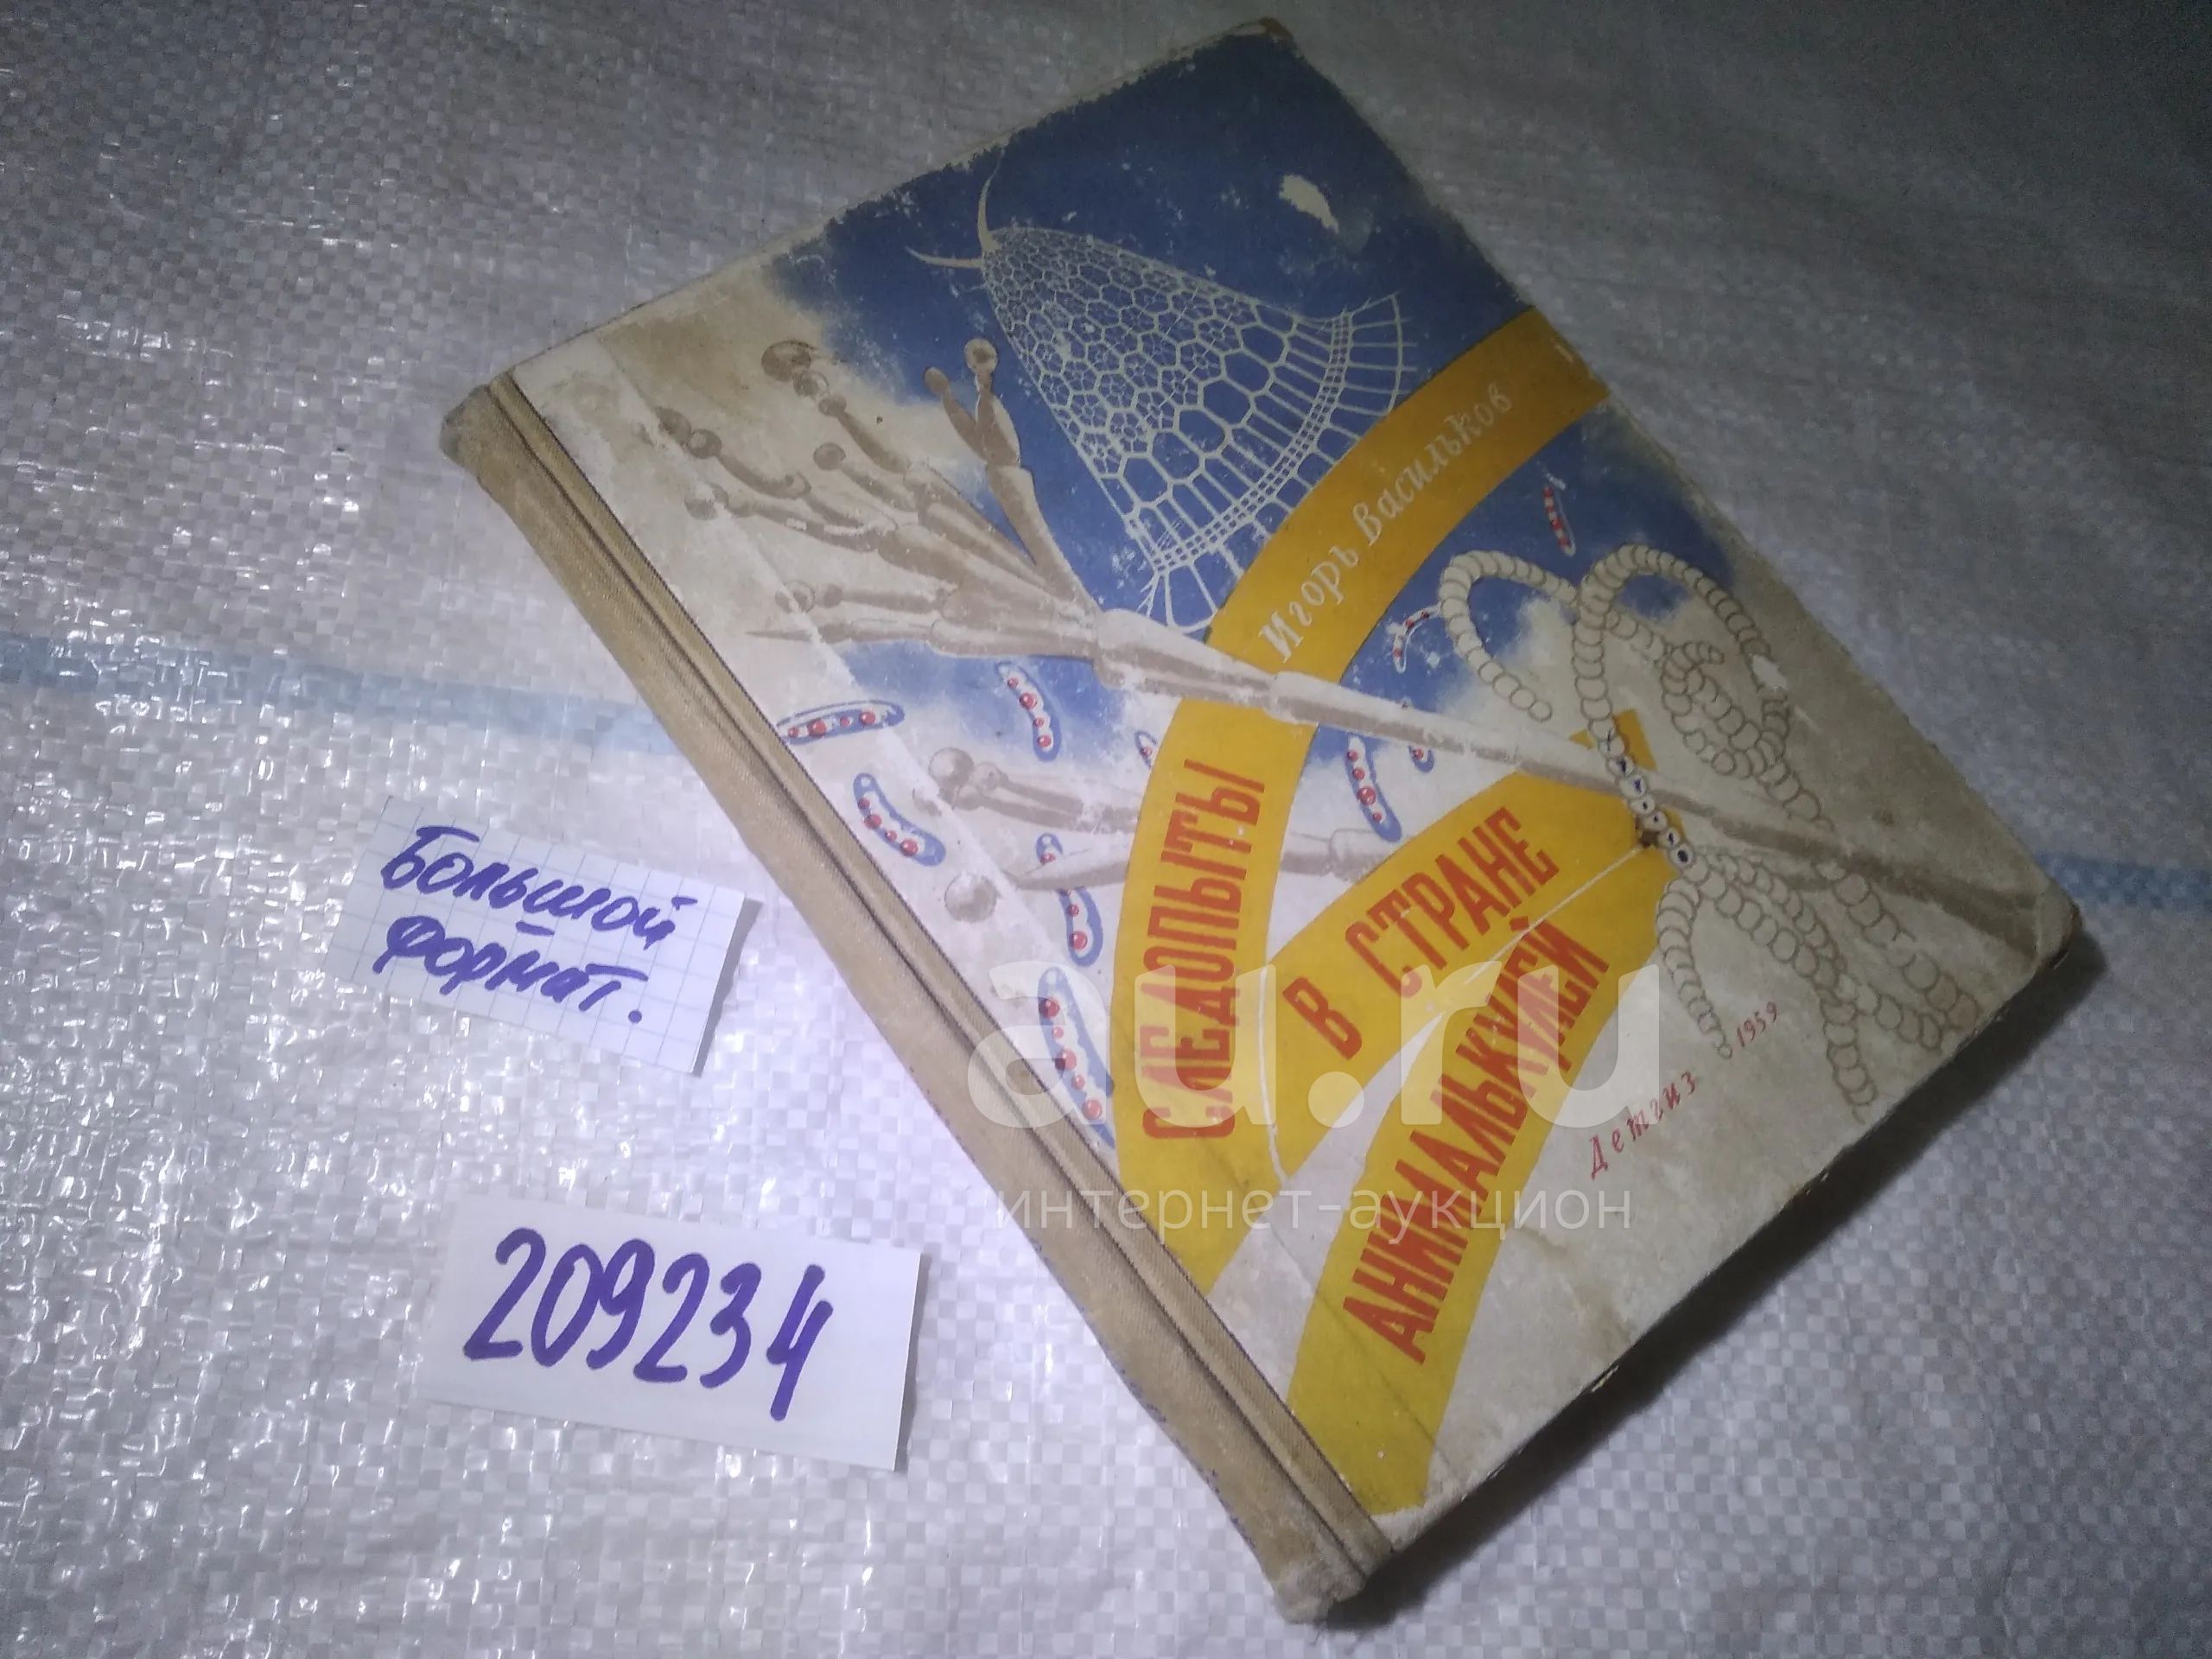 Игорь Васильков
СЛЕДОПЫТЫ
В СТРАНЕ
АНИМАЛЬКУЛЕЙ
Детгиз 1959
Большой
формат.
209234
au.ru
интернет-аукцион